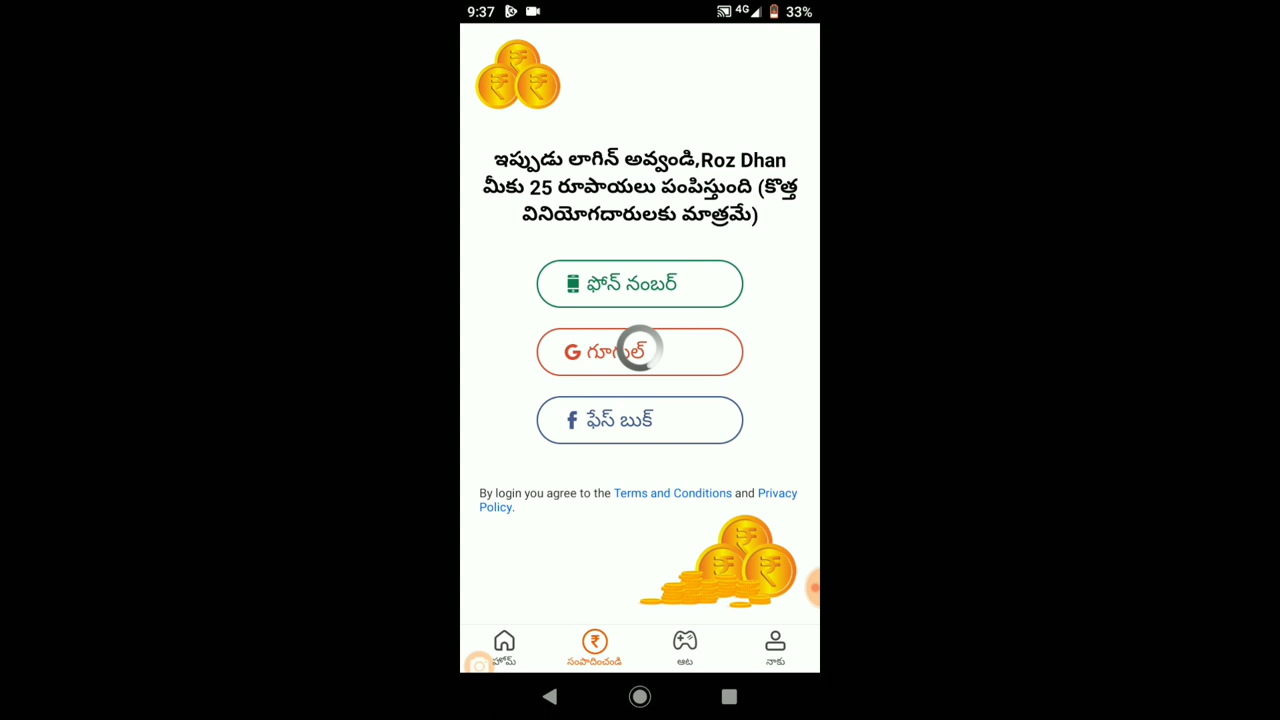 9:37
4G
33%
ఇప్పుడు లాగిన్ అవ్వండి,Roz Dhan
మీకు 25 రూపాయలు పంపిస్తుంది (కొత్త
వినియోగదారులకు మాత్రమే)
ఫోన్ నంబర్
గూగుల్
ఫేస్ బుక్
By login you agree to the Terms and Conditions and Privacy
Policy.
హోమ్
సంపాదించండి
ఆట
నాకు